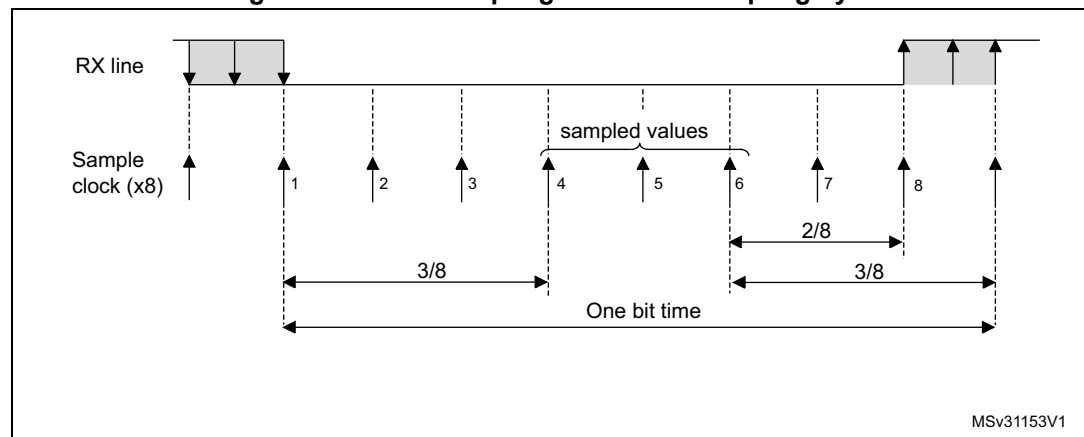 RX line
sampled values
Sample
clock (x8)
1
2
3
4
5
6
7
8
2/8
3/8
3/8
One bit time
MSv31153V1